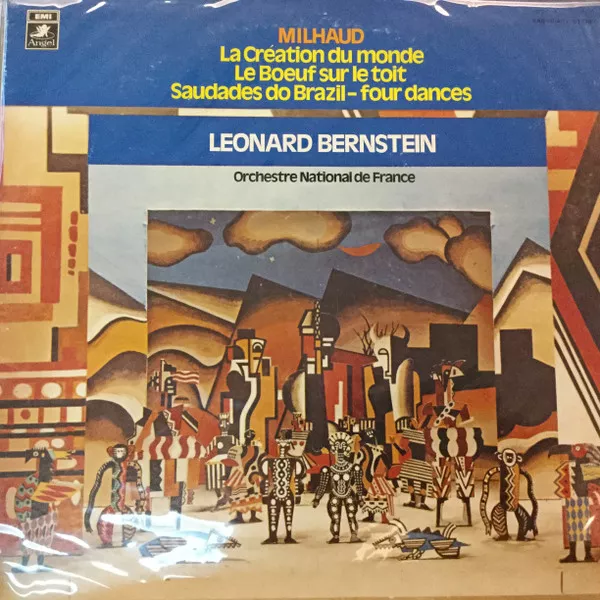 EMI
Angel
MILHAUD
La Création du monde
Le Boeuf sur le toit
Saudades do Brazil – four dances
LEONARD BERNSTEIN
Orchestre National de France